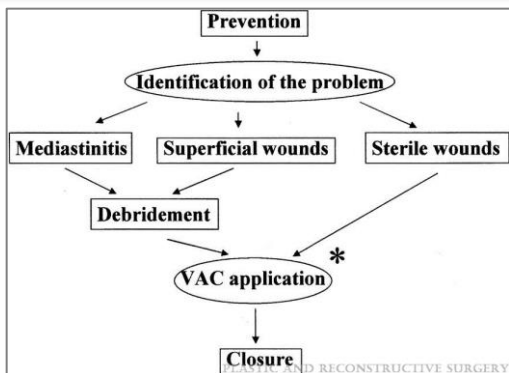 Prevention
Identification of the problem
Mediastinitis
Superficial wounds
Sterile wounds
Debridement
*
VAC application
Closure
PLASTIC AND RECONSTRUCTIVE SURGERY